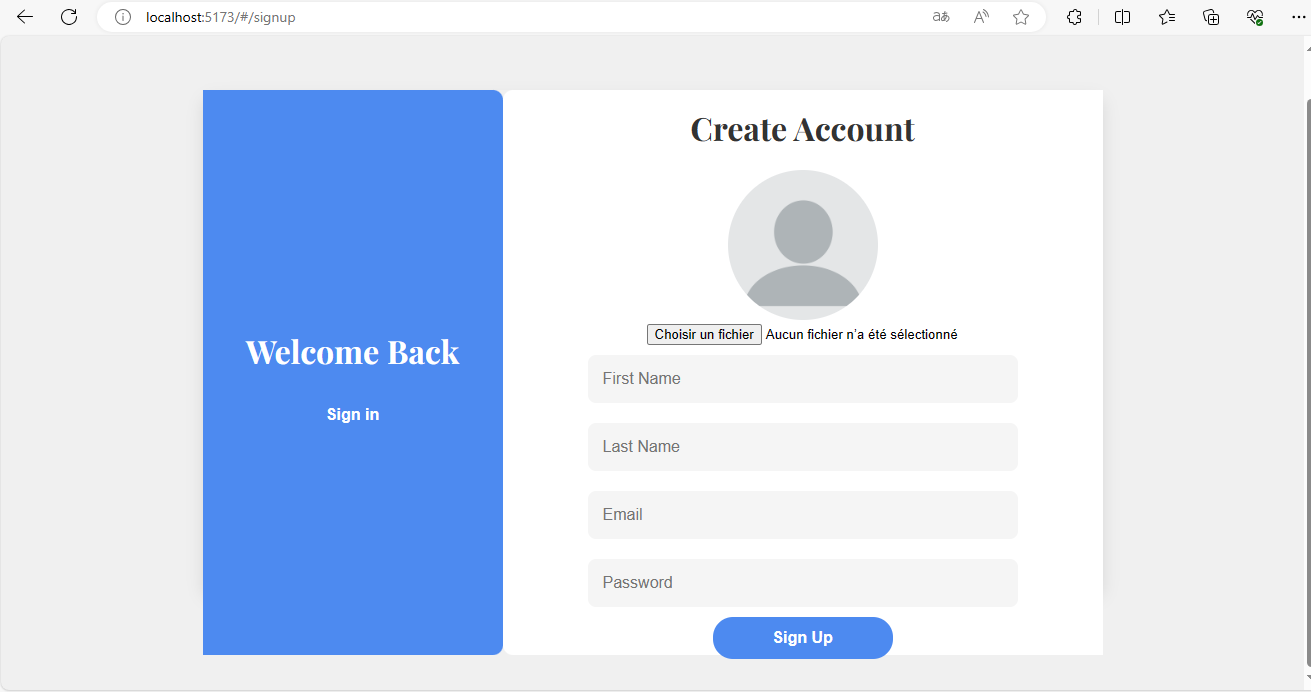 localhost:5173/#/signup
Create Account
Choisir un fichier Aucun fichier n'a été sélectionné
First Name
Welcome Back
Sign in
Last Name
Email
Password
Sign Up